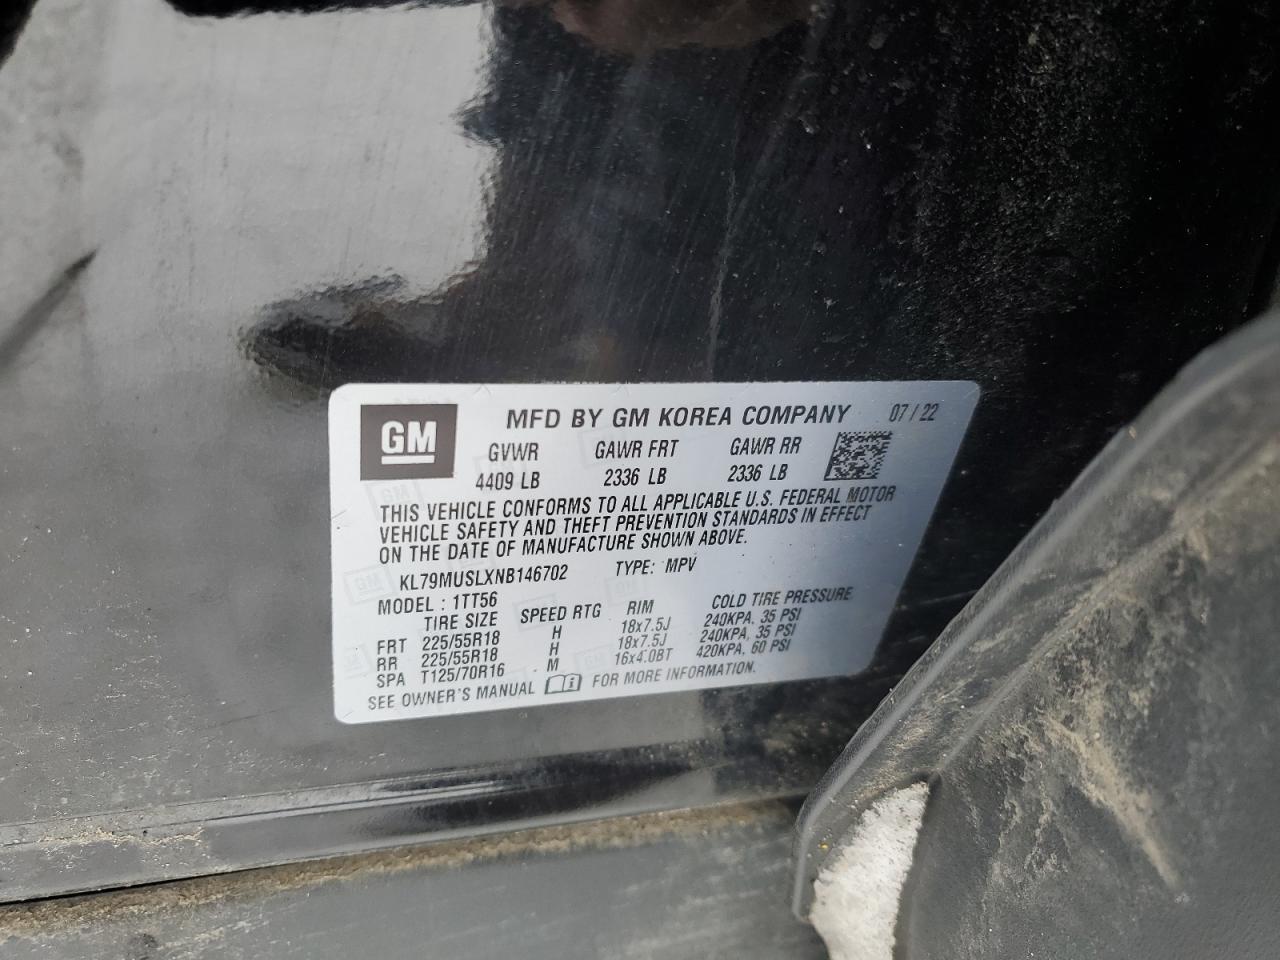 GM MFD BY GM KOREA COMPANY 07/22
GVWR GAWR FRT GAWR RR
4409 LB 2336 LB 2336 LB
THIS VEHICLE CONFORMS TO ALL APPLICABLE U.S. FEDERAL MOTOR
VEHICLE SAFETY AND THEFT PREVENTION STANDARDS IN EFFECT
ON THE DATE OF MANUFACTURE SHOWN ABOVE.
KL79MUSLXNB146702 TYPE: MPV
MODEL : 1TT56
TIRE SIZE SPEED RTG RIM COLD TIRE PRESSURE
FRT 225/55R18 H 18x7.5J 240KPA, 35 PSI
RR 225/55R18 H 18x7.5J 240KPA, 35 PSI
SPA T125/70R16 M 16x4.0BT 420KPA, 60 PSI
SEE OWNER'S MANUAL i FOR MORE INFORMATION.